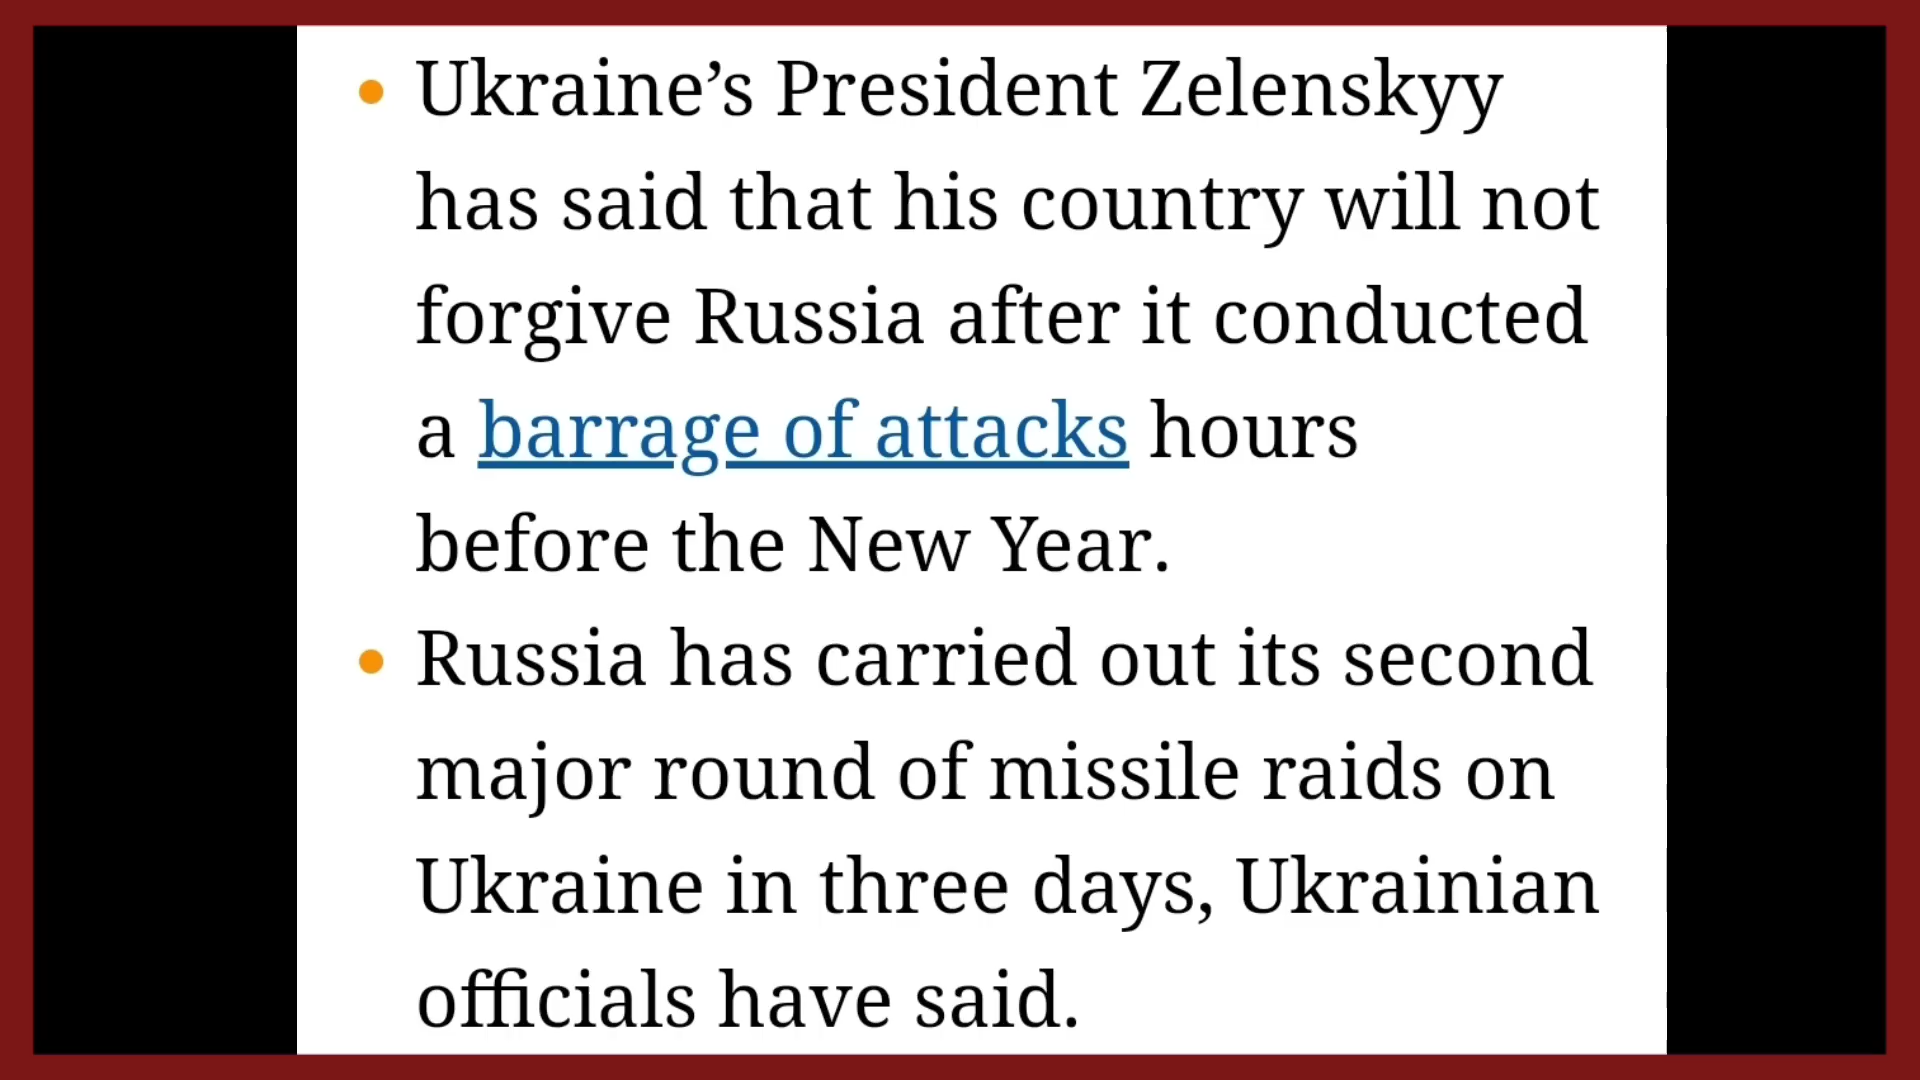 • Ukraine’s President Zelenskyy
has said that his country will not
forgive Russia after it conducted
a barrage of attacks hours
before the New Year.
• Russia has carried out its second
major round of missile raids on
Ukraine in three days, Ukrainian
officials have said.